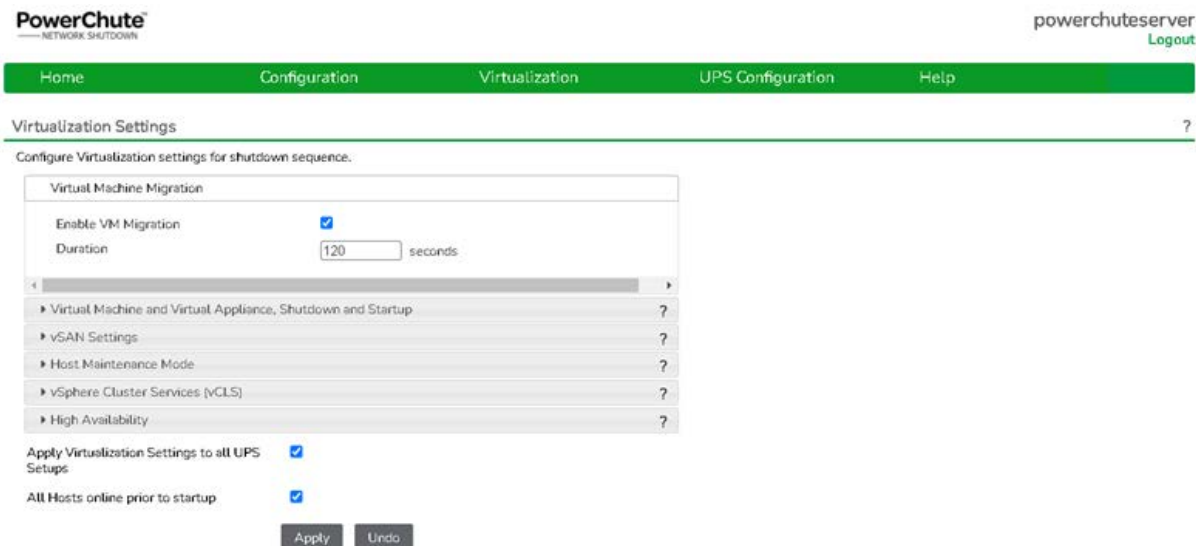 PowerChute
NETWORK SHUTDOWN
powerchuteserver
Logout
Home Configuration Virtualization UPS Configuration Help
Virtualization Settings ?
Configure Virtualization settings for shutdown sequence.
Virtual Machine Migration
Enable VM Migration
Duration 120 seconds
Virtual Machine and Virtual Appliance, Shutdown and Startup ?
vSAN Settings ?
Host Maintenance Mode ?
vSphere Cluster Services (vCLS) ?
High Availability ?
Apply Virtualization Settings to all UPS
Setups
All Hosts online prior to startup
Apply Undo